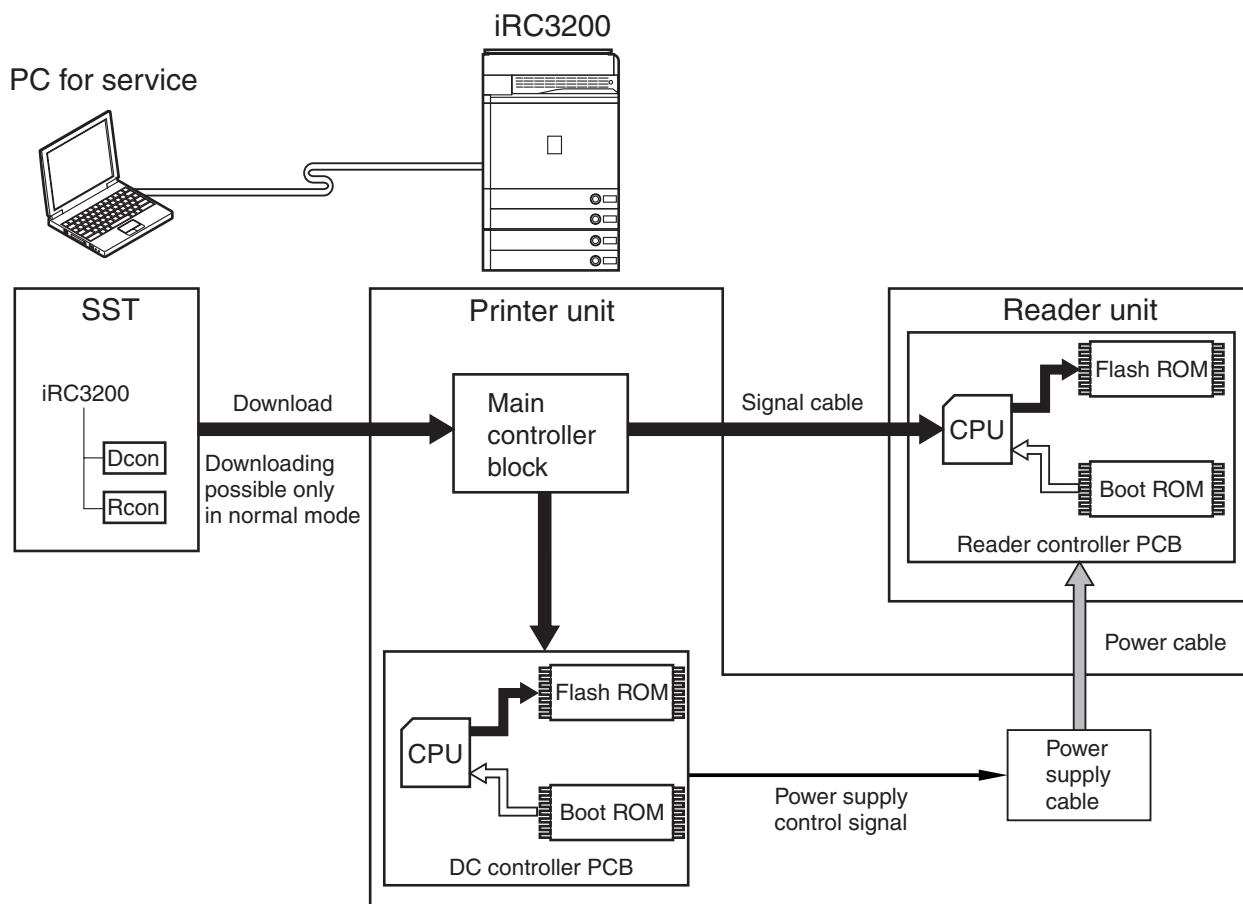 iRC3200
PC for service
SST
Printer unit
Reader unit
iRC3200
Dcon
Rcon
Download
Downloading
possible only
in normal mode
Main
controller
block
Signal cable
CPU
Flash ROM
Boot ROM
Reader controller PCB
Power cable
CPU
Flash ROM
Boot ROM
DC controller PCB
Power supply
control signal
Power
supply
cable